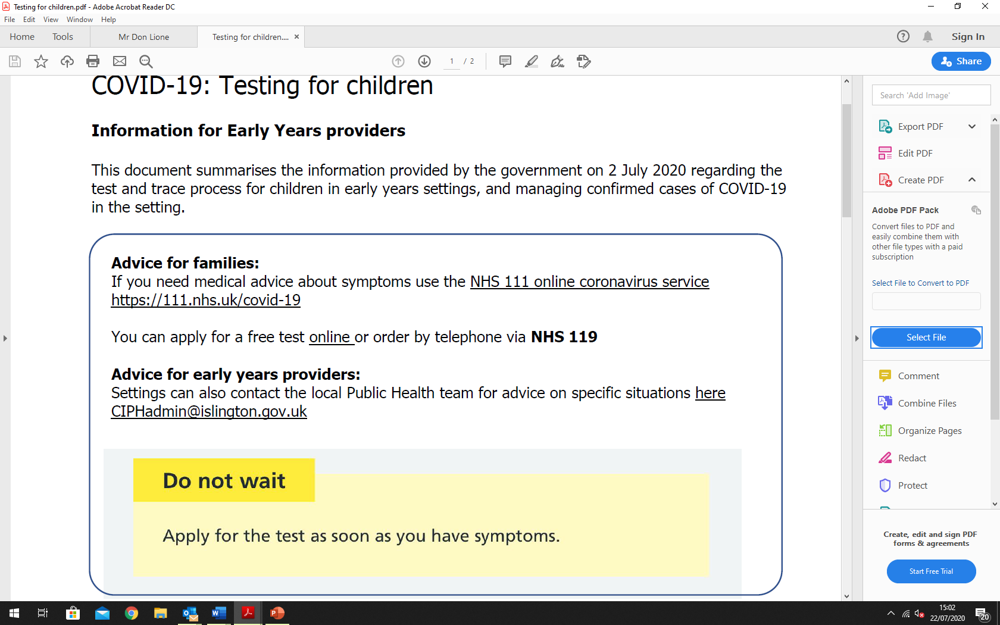 Testing for children.pdf - Adobe Acrobat Reader DC
File Edit View Window Help
Home Tools Mr Don Lione Testing for children.... × Sign In
1 / 2 Share
COVID-19: Testing for children
Information for Early Years providers
This document summarises the information provided by the government on 2 July 2020 regarding the
test and trace process for children in early years settings, and managing confirmed cases of COVID-19
in the setting.
Advice for families:
If you need medical advice about symptoms use the NHS 111 online coronavirus service
https://111.nhs.uk/covid-19
You can apply for a free test online or order by telephone via NHS 119
Advice for early years providers:
Settings can also contact the local Public Health team for advice on specific situations here
CIPHadmin@islington.gov.uk
Do not wait
Apply for the test as soon as you have symptoms.
Search 'Add Image'
Export PDF
Edit PDF
Create PDF
Adobe PDF Pack
Convert files to PDF and
easily combine them with
other file types with a paid
subscription
Select File to Convert to PDF
Select File
Comment
Combine Files
Organize Pages
Redact
Protect
Create, edit and sign PDF
forms & agreements
Start Free Trial
15:02
22/07/2020
20